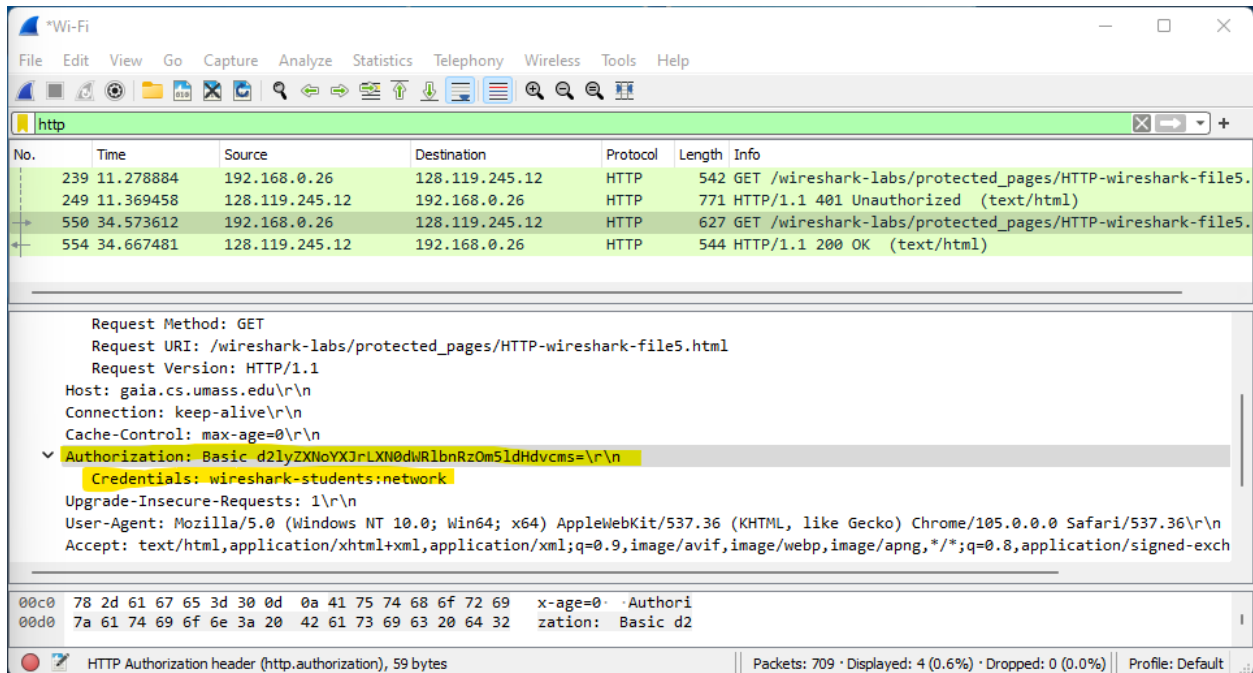 *Wi-Fi
File Edit View Go Capture Analyze Statistics Telephony Wireless Tools Help
http
No. Time Source Destination Protocol Length Info
239 11.278884 192.168.0.26 128.119.245.12 HTTP 542 GET /wireshark-labs/protected_pages/HTTP-wireshark-file5.
249 11.369458 128.119.245.12 192.168.0.26 HTTP 771 HTTP/1.1 401 Unauthorized (text/html)
550 34.573612 192.168.0.26 128.119.245.12 HTTP 627 GET /wireshark-labs/protected_pages/HTTP-wireshark-file5.
554 34.667481 128.119.245.12 192.168.0.26 HTTP 544 HTTP/1.1 200 OK (text/html)
Request Method: GET
Request URI: /wireshark-labs/protected_pages/HTTP-wireshark-file5.html
Request Version: HTTP/1.1
Host: gaia.cs.umass.edu\r\n
Connection: keep-alive\r\n
Cache-Control: max-age=0\r\n
Authorization: Basic d2lyZXNoYXJrLXN0dWRlbnRzOm5ldHdvcms=\r\n
Credentials: wireshark-students:network
Upgrade-Insecure-Requests: 1\r\n
User-Agent: Mozilla/5.0 (Windows NT 10.0; Win64; x64) AppleWebKit/537.36 (KHTML, like Gecko) Chrome/105.0.0.0 Safari/537.36\r\n
Accept: text/html,application/xhtml+xml,application/xml;q=0.9,image/avif,image/webp,image/apng,*/*;q=0.8,application/signed-exch
00c0 78 2d 61 67 65 3d 30 0d 0a 41 75 74 68 6f 72 69 x-age=0· ·Authori
00d0 7a 61 74 69 6f 6e 3a 20 42 61 73 69 63 20 64 32 zation: Basic d2
HTTP Authorization header (http.authorization), 59 bytes Packets: 709 · Displayed: 4 (0.6%) · Dropped: 0 (0.0%) Profile: Default